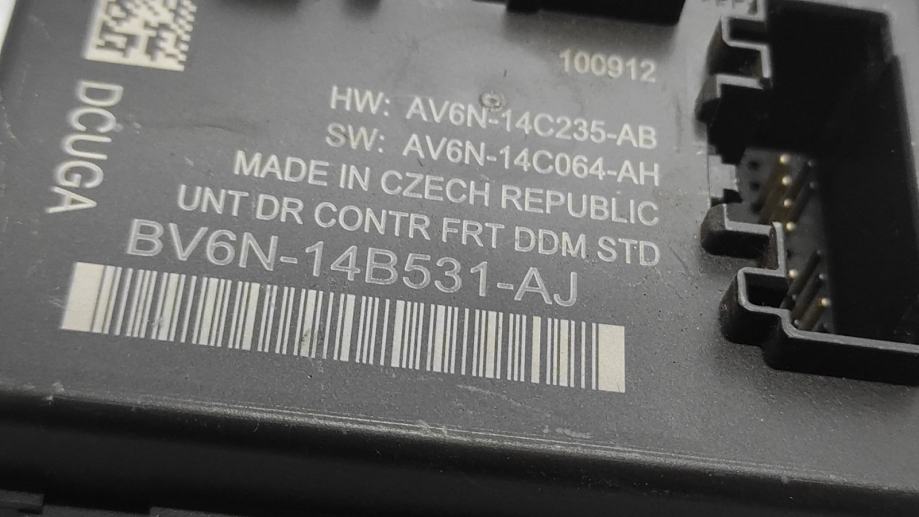 100912
HW: AV6N-14C235-AB
SW: AV6N-14C064-AH
MADE IN CZECH REPUBLIC
UNT DR CONTR FRT DDM STD
BV6N-14B531-AJ
DCUGA